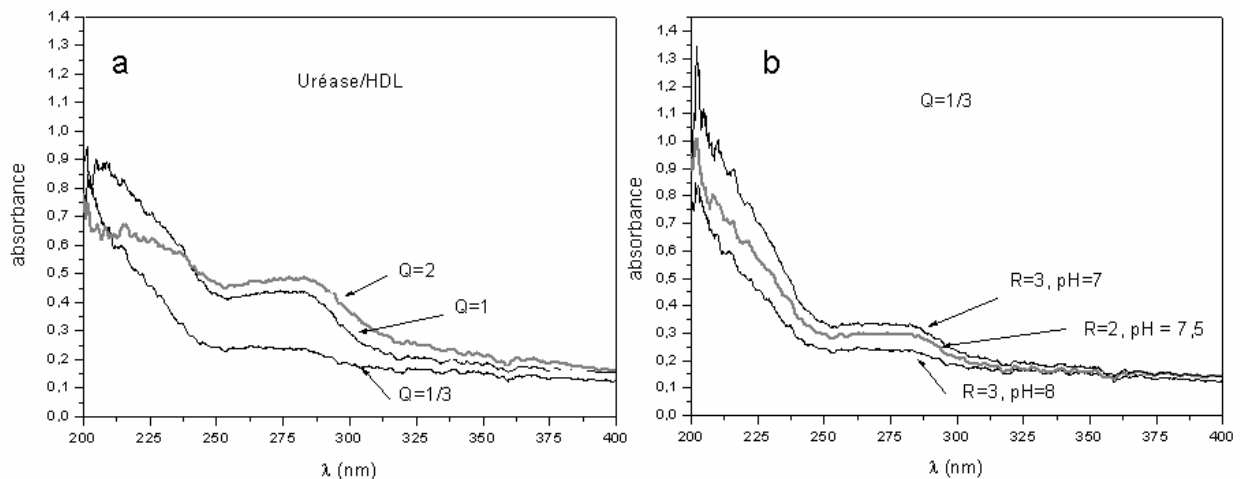 a
Uréase/HDL
absorbance
1,4
1,3
1,2
1,1
1,0
0,9
0,8
0,7
0,6
0,5
0,4
0,3
0,2
0,1
0,0
Q=2
Q=1
Q=1/3
200 225 250 275 300 325 350 375 400
λ (nm)
b
Q=1/3
absorbance
1,4
1,3
1,2
1,1
1,0
0,9
0,8
0,7
0,6
0,5
0,4
0,3
0,2
0,1
0,0
R=3, pH=7
R=2, pH = 7,5
R=3, pH=8
200 225 250 275 300 325 350 375 400
λ (nm)